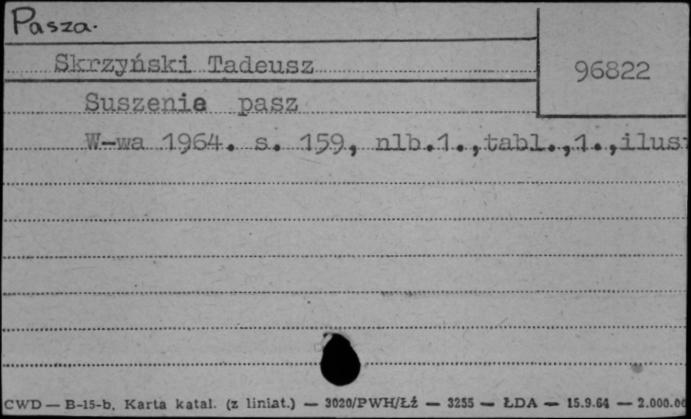 Pasza.
Skrzyński Tadeusz
96822
Suszenie pasz
W-wa 1964. s. 159, nlb.1.,tabl.,1.,ilus
CWD — B-15-b. Karta katal. (z liniat.) — 3020/PWH/Łź — 3255 — ŁDA — 15.9.64 — 2.000.00